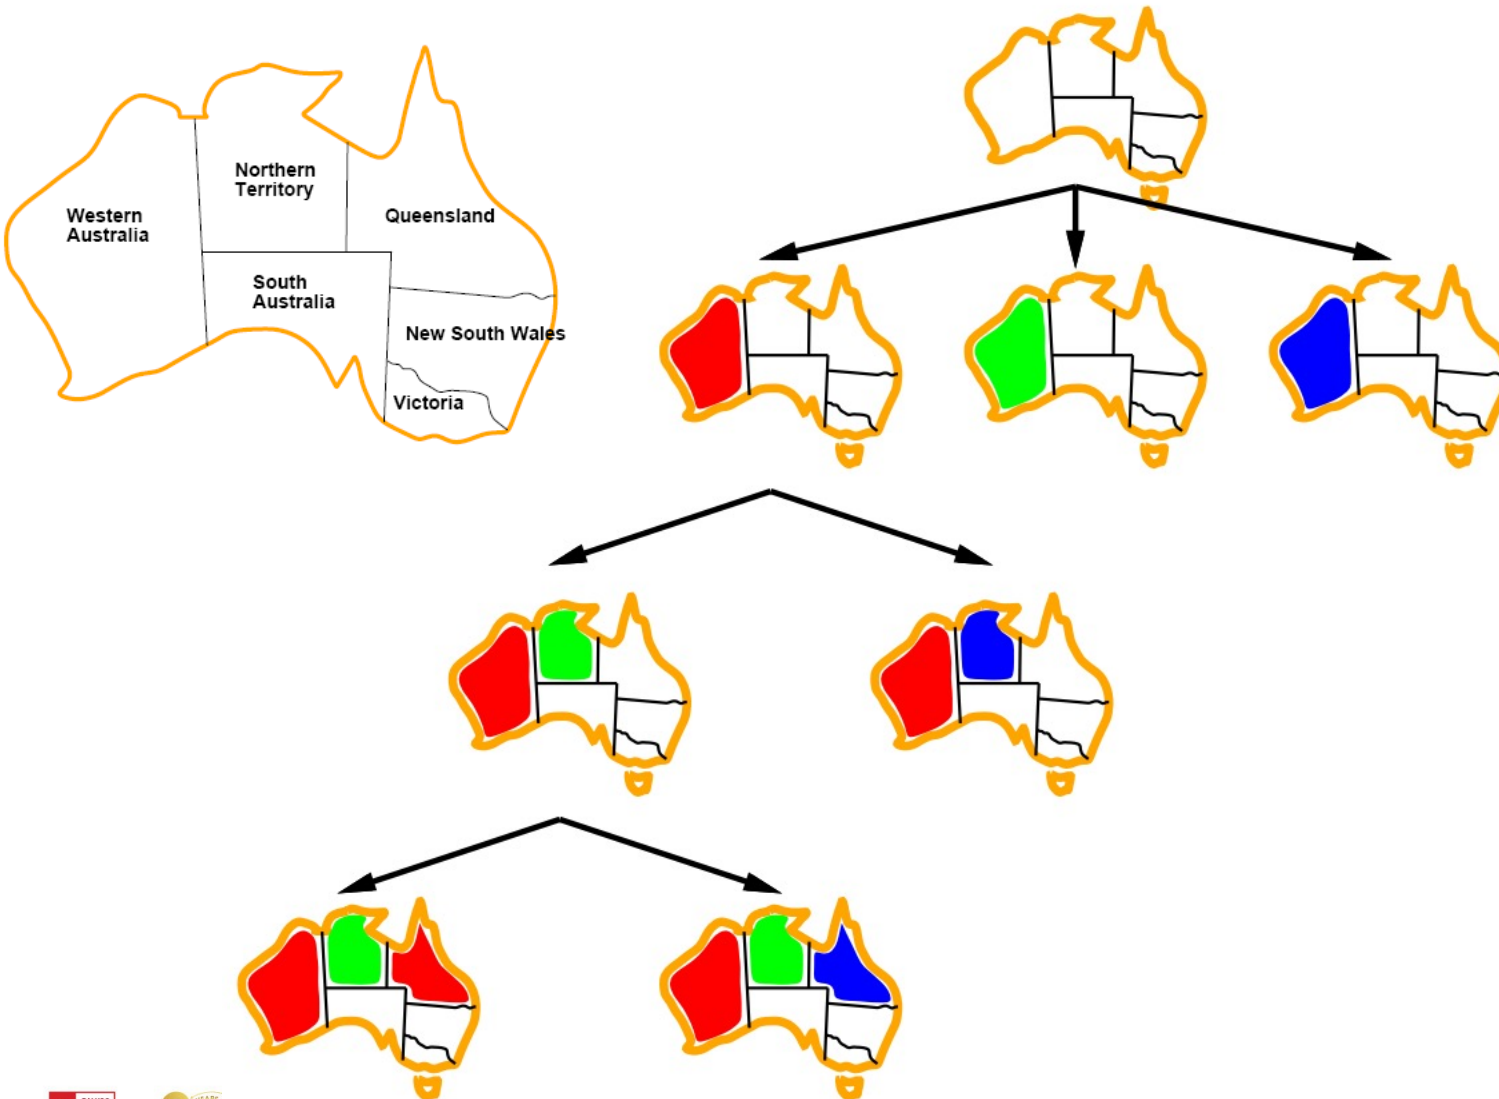 Northern
Territory
Western
Australia
Queensland
South
Australia
New South Wales
Victoria